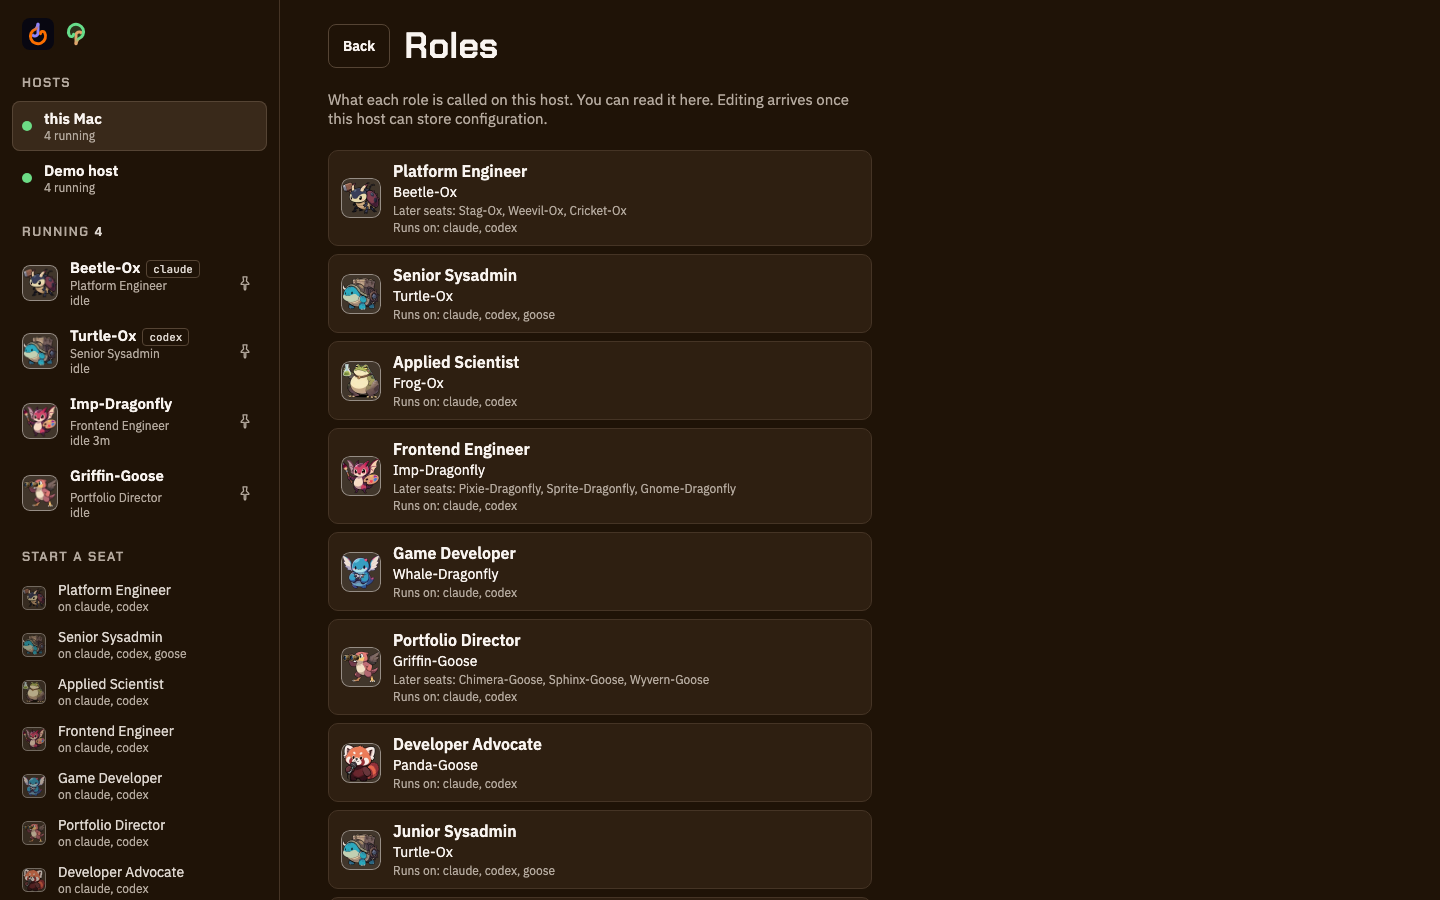 HOSTS
this Mac
4 running
Demo host
4 running
RUNNING 4
Beetle-Ox claude
Platform Engineer
idle
Turtle-Ox codex
Senior Sysadmin
idle
Imp-Dragonfly
Frontend Engineer
idle 3m
Griffin-Goose
Portfolio Director
idle
START A SEAT
Platform Engineer
on claude, codex
Senior Sysadmin
on claude, codex, goose
Applied Scientist
on claude, codex
Frontend Engineer
on claude, codex
Game Developer
on claude, codex
Portfolio Director
on claude, codex
Developer Advocate
on claude, codex
Back Roles
What each role is called on this host. You can read it here. Editing arrives once
this host can store configuration.
Platform Engineer
Beetle-Ox
Later seats: Stag-Ox, Weevil-Ox, Cricket-Ox
Runs on: claude, codex
Senior Sysadmin
Turtle-Ox
Runs on: claude, codex, goose
Applied Scientist
Frog-Ox
Runs on: claude, codex
Frontend Engineer
Imp-Dragonfly
Later seats: Pixie-Dragonfly, Sprite-Dragonfly, Gnome-Dragonfly
Runs on: claude, codex
Game Developer
Whale-Dragonfly
Runs on: claude, codex
Portfolio Director
Griffin-Goose
Later seats: Chimera-Goose, Sphinx-Goose, Wyvern-Goose
Runs on: claude, codex
Developer Advocate
Panda-Goose
Runs on: claude, codex
Junior Sysadmin
Turtle-Ox
Runs on: claude, codex, goose